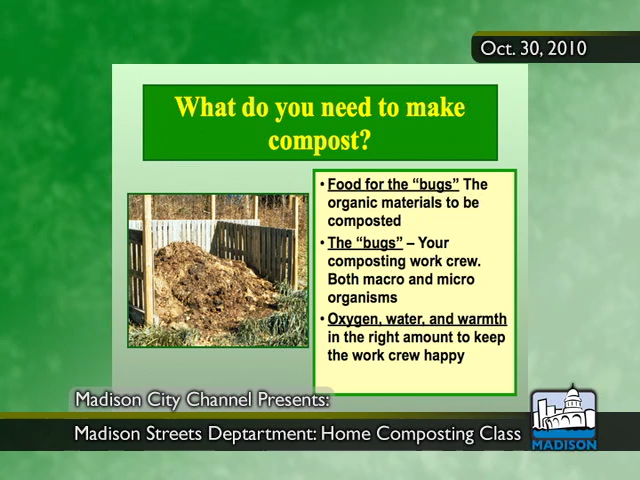 Oct. 30, 2010
What do you need to make
compost?
• Food for the “bugs” The
organic materials to be
composted
• The “bugs” – Your
composting work crew.
Both macro and micro
organisms
• Oxygen, water, and warmth
in the right amount to keep
the work crew happy
Madison City Channel Presents:
Madison Streets Deptartment: Home Composting Class
MADISON